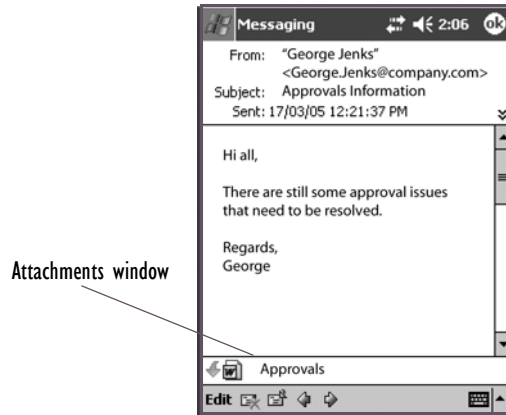 Messaging 2:06 ok
From: "George Jenks"
<George.Jenks@company.com>
Subject: Approvals Information
Sent: 17/03/05 12:21:37 PM
Hi all,
There are still some approval issues
that need to be resolved.
Regards,
George
Attachments window
Approvals
Edit